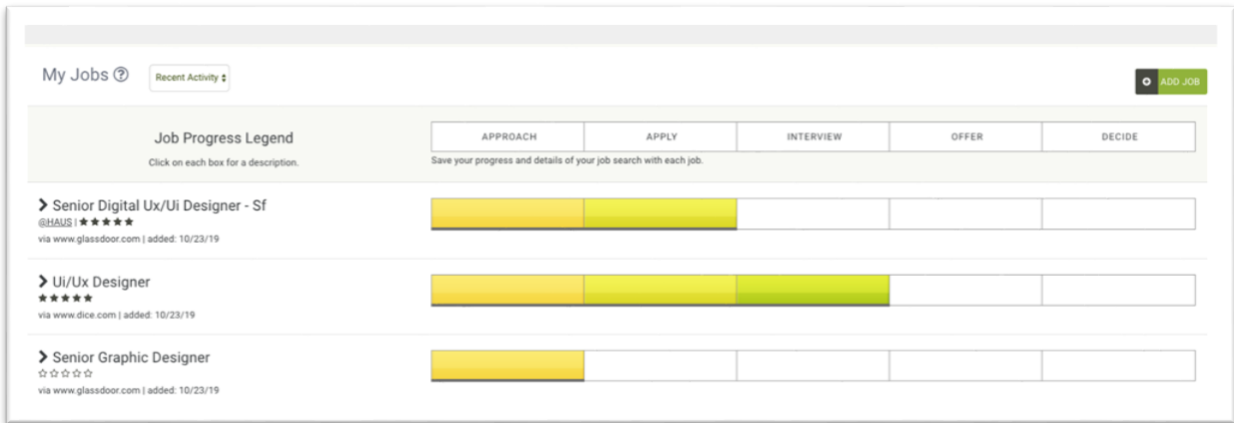 My Jobs ?
Recent Activity
ADD JOB
Job Progress Legend
Click on each box for a description.
APPROACH APPLY INTERVIEW OFFER DECIDE
Save your progress and details of your job search with each job.
Senior Digital Ux/Ui Designer - Sf
@HAUS | ★★★★★
via www.glassdoor.com | added: 10/23/19
Ui/Ux Designer
★★★★★
via www.dice.com | added: 10/23/19
Senior Graphic Designer
☆☆☆☆☆
via www.glassdoor.com | added: 10/23/19